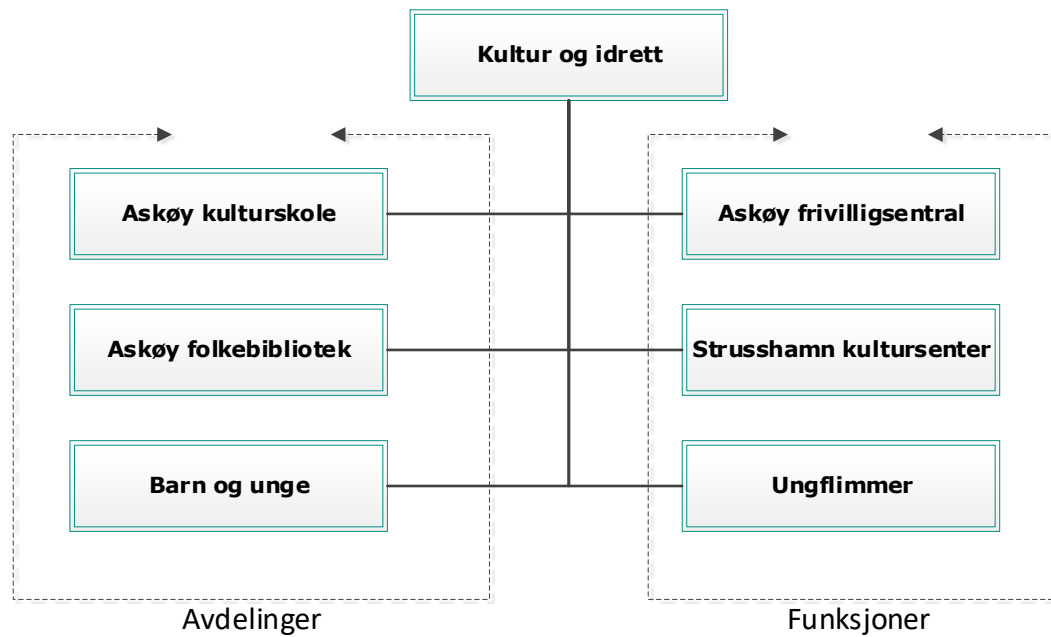 Kultur og idrett
Askøy kulturskole
Askøy frivilligsentral
Askøy folkebibliotek
Strusshamn kultursenter
Barn og unge
Ungflimmer
Avdelinger
Funksjoner